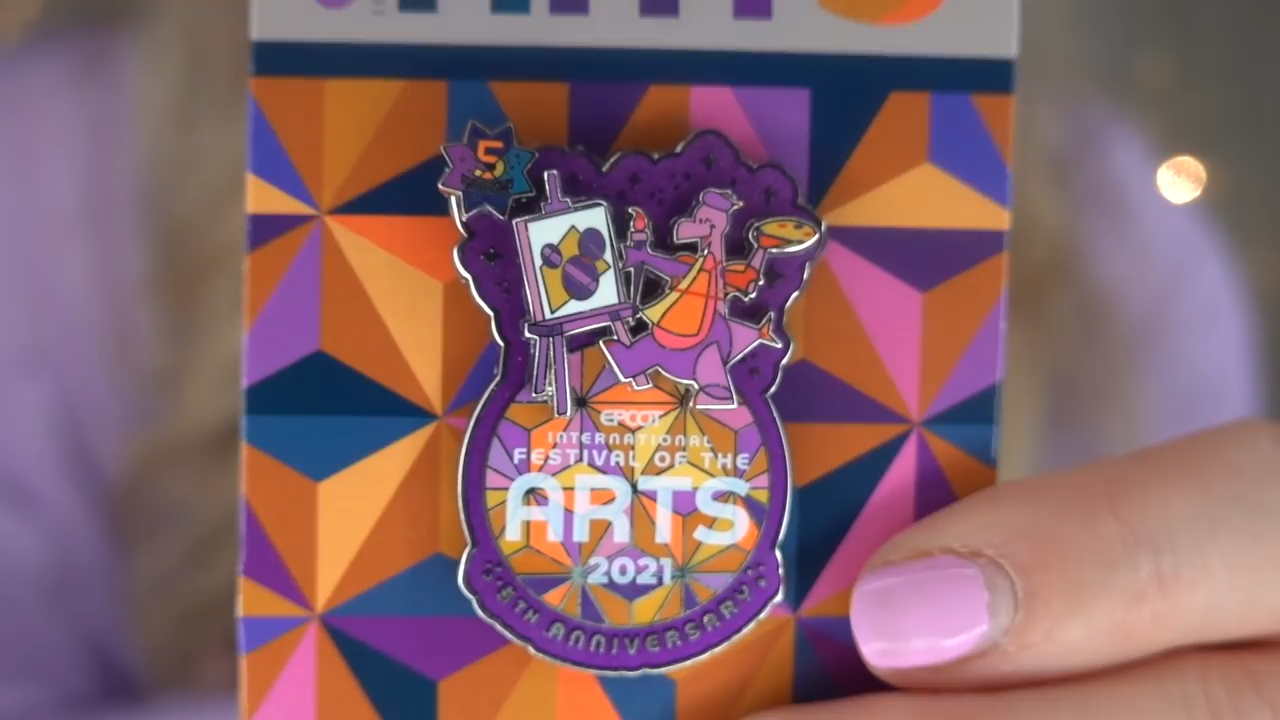 5
EPCOT
INTERNATIONAL
FESTIVAL OF THE
ARTS
2021
5TH ANNIVERSARY